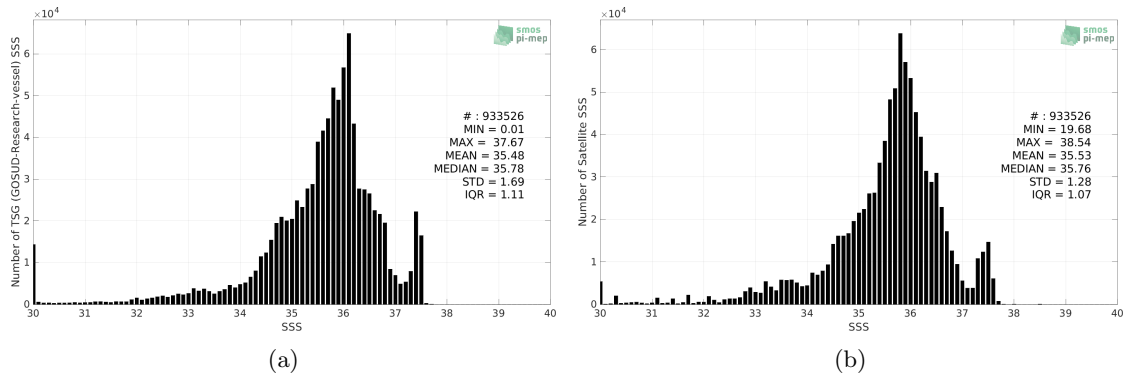 ×10⁴
smos
pi-mep
Number of TSG (GOSUD-Research-vessel) SSS
6
5
4
3
2
1
0
# : 933526
MIN = 0.01
MAX = 37.67
MEAN = 35.48
MEDIAN = 35.78
STD = 1.69
IQR = 1.11
30 31 32 33 34 35 36 37 38 39 40
SSS
(a)
×10⁴
smos
pi-mep
Number of Satellite SSS
6
5
4
3
2
1
0
# : 933526
MIN = 19.68
MAX = 38.54
MEAN = 35.53
MEDIAN = 35.76
STD = 1.28
IQR = 1.07
30 31 32 33 34 35 36 37 38 39 40
SSS
(b)